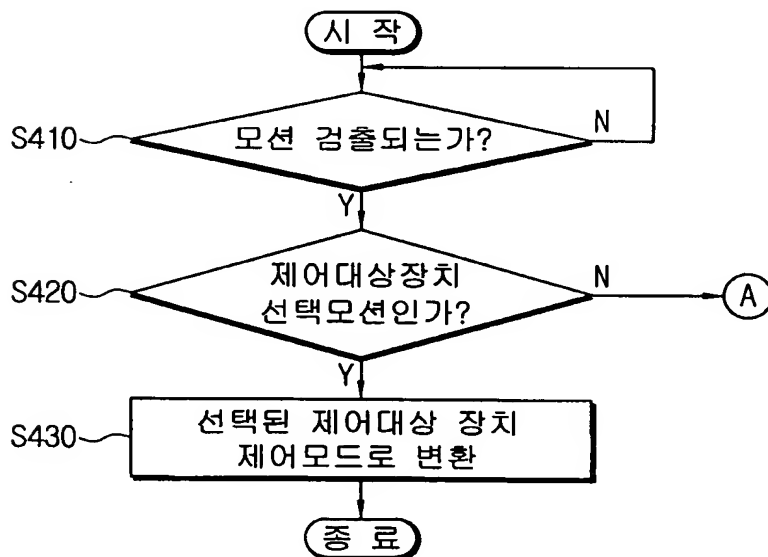 시 작
S410
모션 검출되는가?
N
Y
S420
제어대상장치
선택모션인가?
N
A
Y
S430
선택된 제어대상 장치
제어모드로 변환
종 료